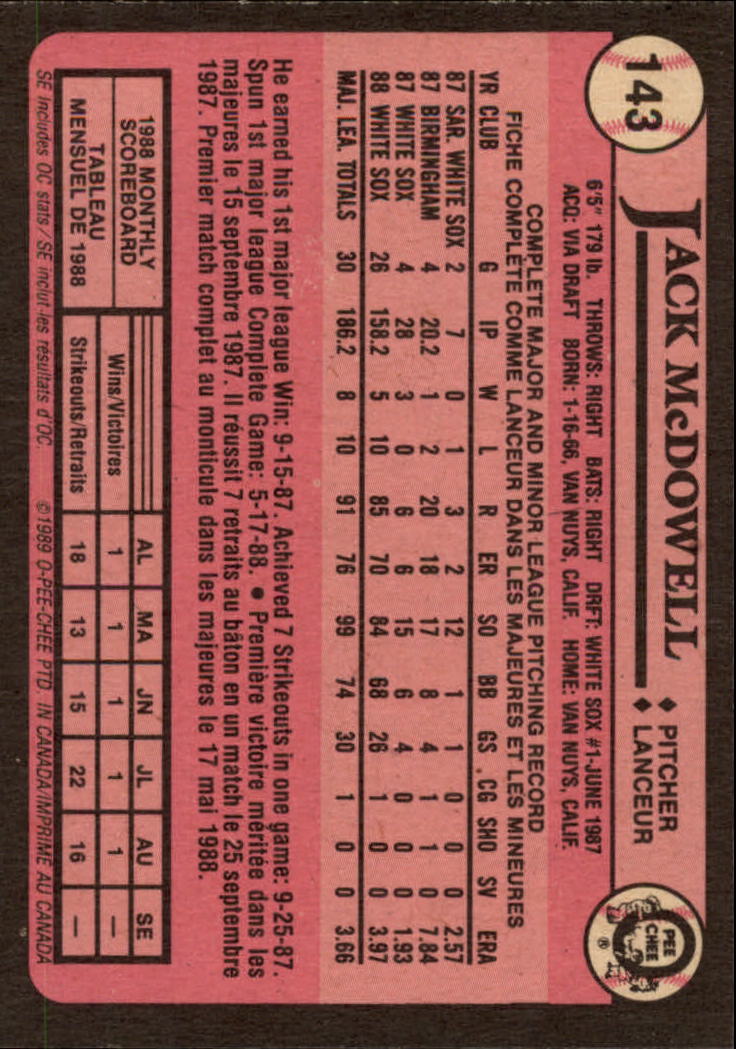 143
JACK McDOWELL
♦ PITCHER
♦ LANCEUR
PEE
CHEE
®
6'5" 179 lb. THROWS: RIGHT BATS: RIGHT DRFT: WHITE SOX #1-JUNE 1987
ACQ: VIA DRAFT BORN: 1-16-66, VAN NUYS, CALIF. HOME: VAN NUYS, CALIF.
COMPLETE MAJOR AND MINOR LEAGUE PITCHING RECORD
FICHE COMPLÈTE COMME LANCEUR DANS LES MAJEURES ET LES MINEURES
YR CLUB G IP W L R ER SO BB GS CG SHO SV ERA
87 SAR. WHITE SOX 2 7 0 1 3 2 12 1 1 0 0 0 2.57
87 BIRMINGHAM 4 20.2 1 2 20 18 17 8 4 1 1 0 7.84
87 WHITE SOX 4 28 3 0 6 6 15 6 4 0 0 0 1.93
88 WHITE SOX 26 158.2 5 10 85 70 84 68 26 1 0 0 3.97
MAJ. LEA. TOTALS 30 186.2 8 10 91 76 99 74 30 1 0 0 3.66
He earned his 1st major league Win: 9-15-87. Achieved 7 Strikeouts in one game: 9-25-87.
Spun 1st major league Complete Game: 5-17-88. ● Première victoire méritée dans les
majeures le 15 septembre 1987. Il réussit 7 retraits au bâton en un match le 25 septembre
1987. Premier match complet au monticule dans les majeures le 17 mai 1988.
1988 MONTHLY
SCOREBOARD
TABLEAU
MENSUEL DE 1988
AL MA JN JL AU SE
Wins/Victoires 1 1 1 1 1 —
Strikeouts/Retraits 18 13 15 22 16 —
SE includes OC stats/SE inclut les résultats d'OC. ©1989 O-PEE-CHEE PTD. IN CANADA/IMPRIMÉ AU CANADA